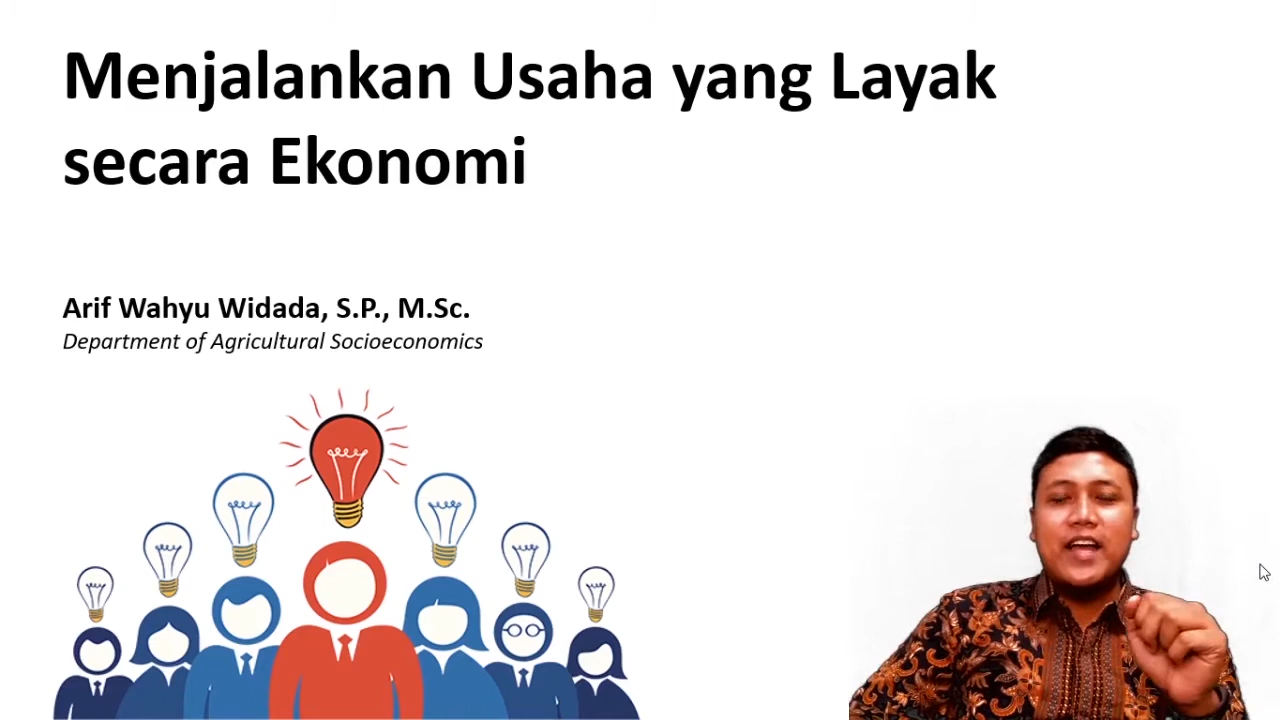 Menjalankan Usaha yang Layak
secara Ekonomi
Arif Wahyu Widada, S.P., M.Sc.
Department of Agricultural Socioeconomics